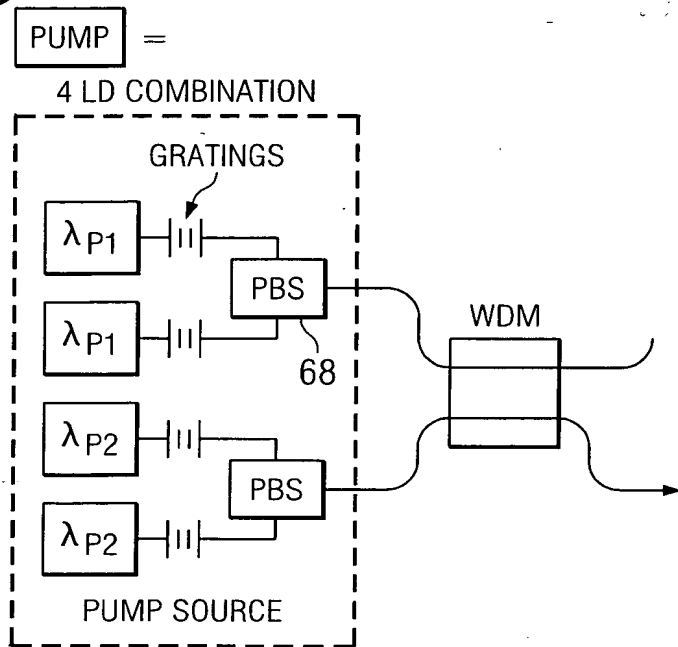 PUMP =
4 LD COMBINATION
GRATINGS
λP1
PBS
λP1
68
WDM
λP2
PBS
λP2
PUMP SOURCE